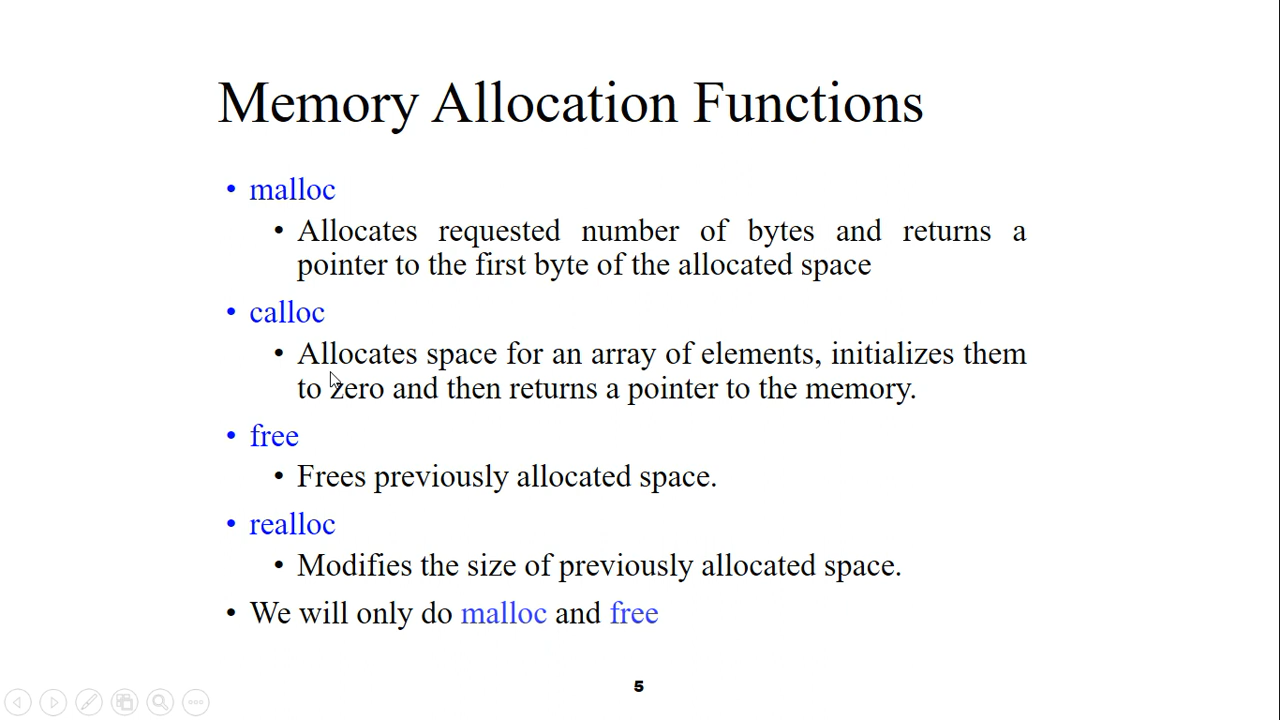 Memory Allocation Functions
• malloc
• Allocates requested number of bytes and returns a
pointer to the first byte of the allocated space
• calloc
• Allocates space for an array of elements, initializes them
to zero and then returns a pointer to the memory.
• free
• Frees previously allocated space.
• realloc
• Modifies the size of previously allocated space.
• We will only do malloc and free
5